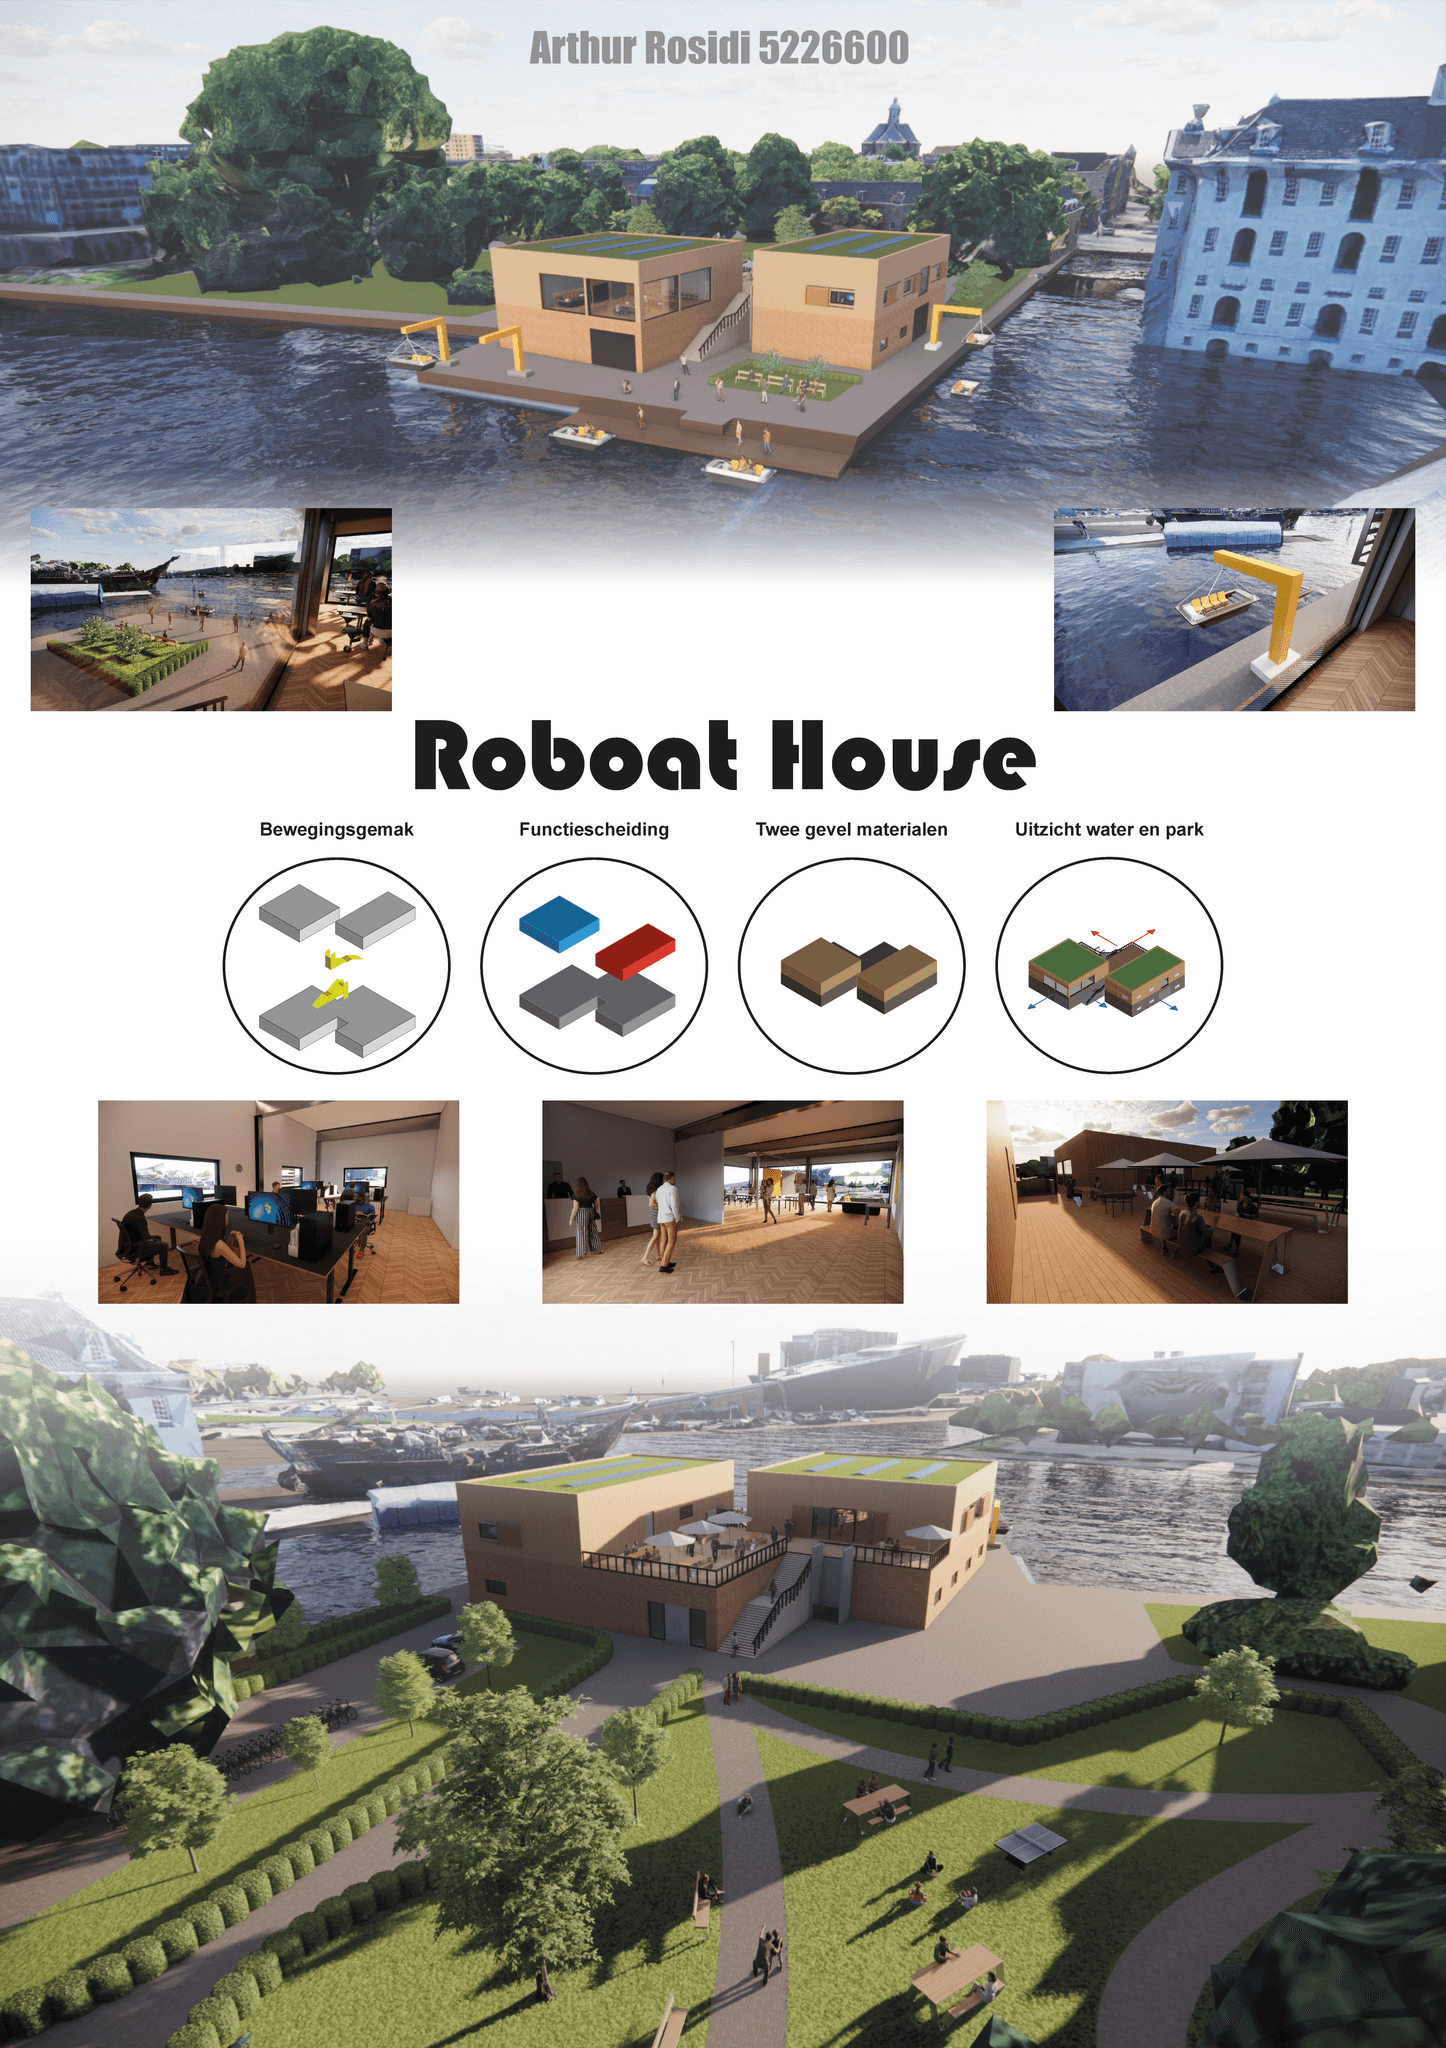 Arthur Rosidi 5226600
Roboat House
Bewegingsgemak
Functiescheiding
Twee gevel materialen
Uitzicht water en park